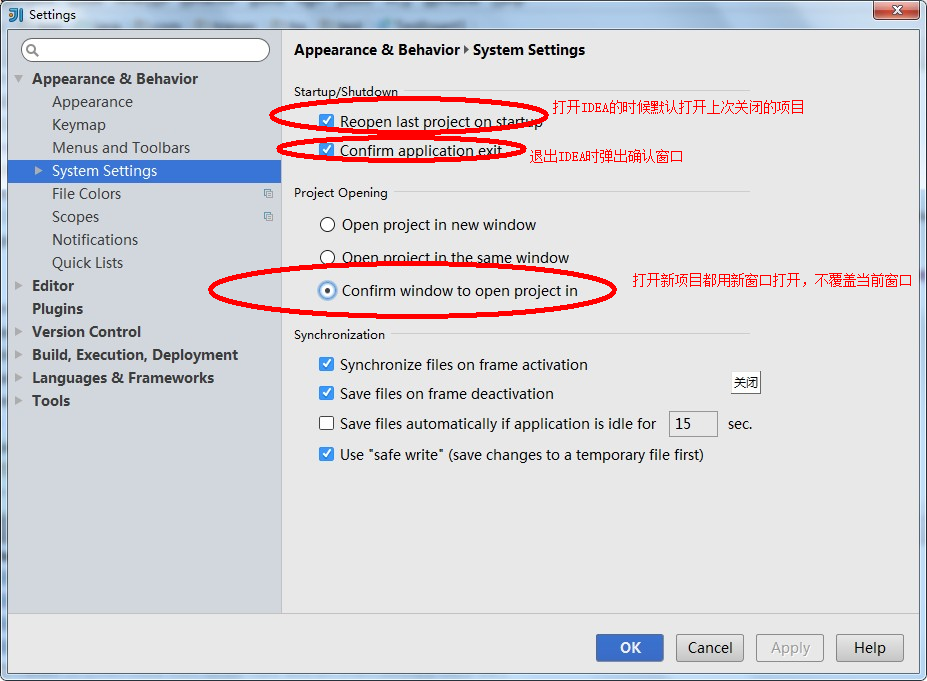 Settings
Appearance & Behavior
Appearance
Keymap
Menus and Toolbars
System Settings
File Colors
Scopes
Notifications
Quick Lists
Editor
Plugins
Version Control
Build, Execution, Deployment
Languages & Frameworks
Tools
Appearance & Behavior System Settings
Startup/Shutdown
Reopen last project on startup
打开IDEA的时候默认打开上次关闭的项目
Confirm application exit
退出IDEA时弹出确认窗口
Project Opening
Open project in new window
Open project in the same window
Confirm window to open project in
打开新项目都用新窗口打开，不覆盖当前窗口
Synchronization
Synchronize files on frame activation
关闭
Save files on frame deactivation
Save files automatically if application is idle for 15 sec.
Use "safe write" (save changes to a temporary file first)
OK Cancel Apply Help